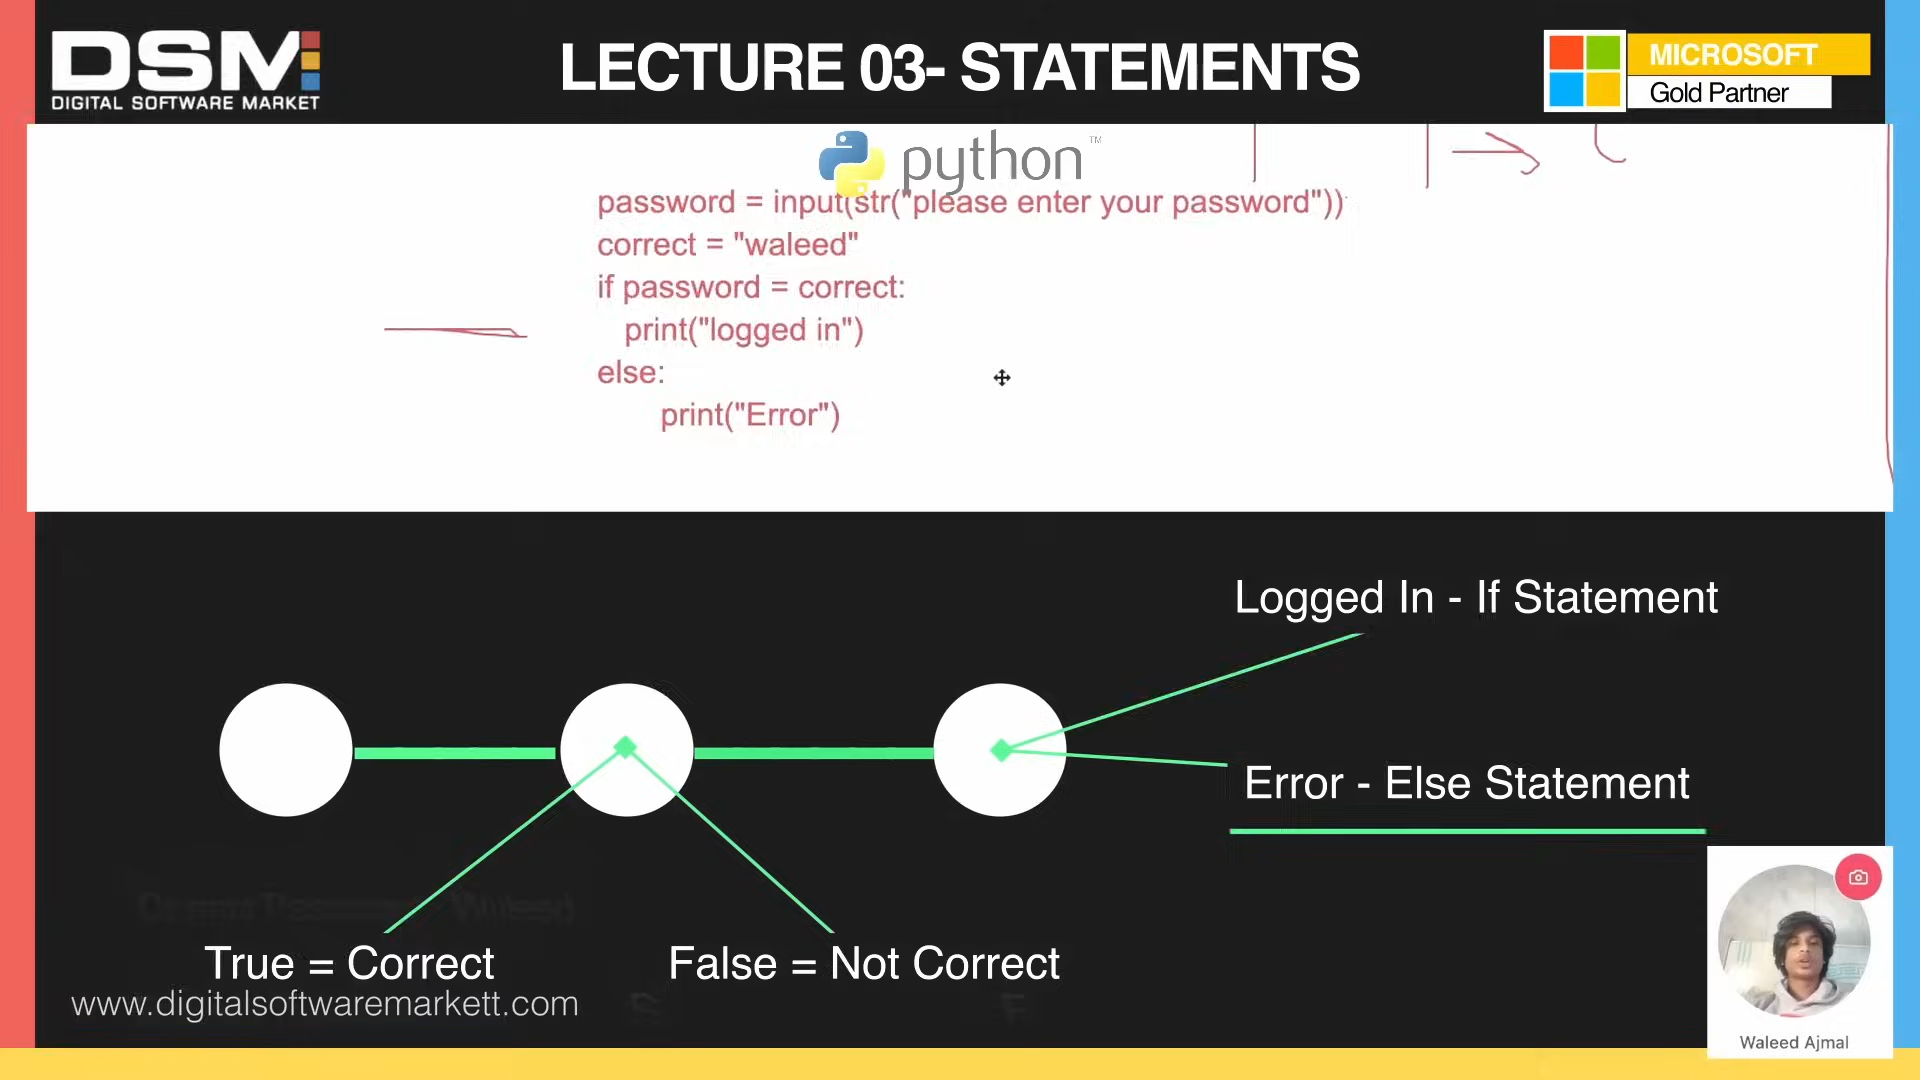 DSM
DIGITAL SOFTWARE MARKET
LECTURE 03- STATEMENTS
MICROSOFT
Gold Partner
python™
password = input(str("please enter your password"))
correct = "waleed"
if password = correct:
print("logged in")
else:
print("Error")
Logged In - If Statement
Error - Else Statement
True = Correct
False = Not Correct
www.digitalsoftwaremarkett.com
Waleed Ajmal